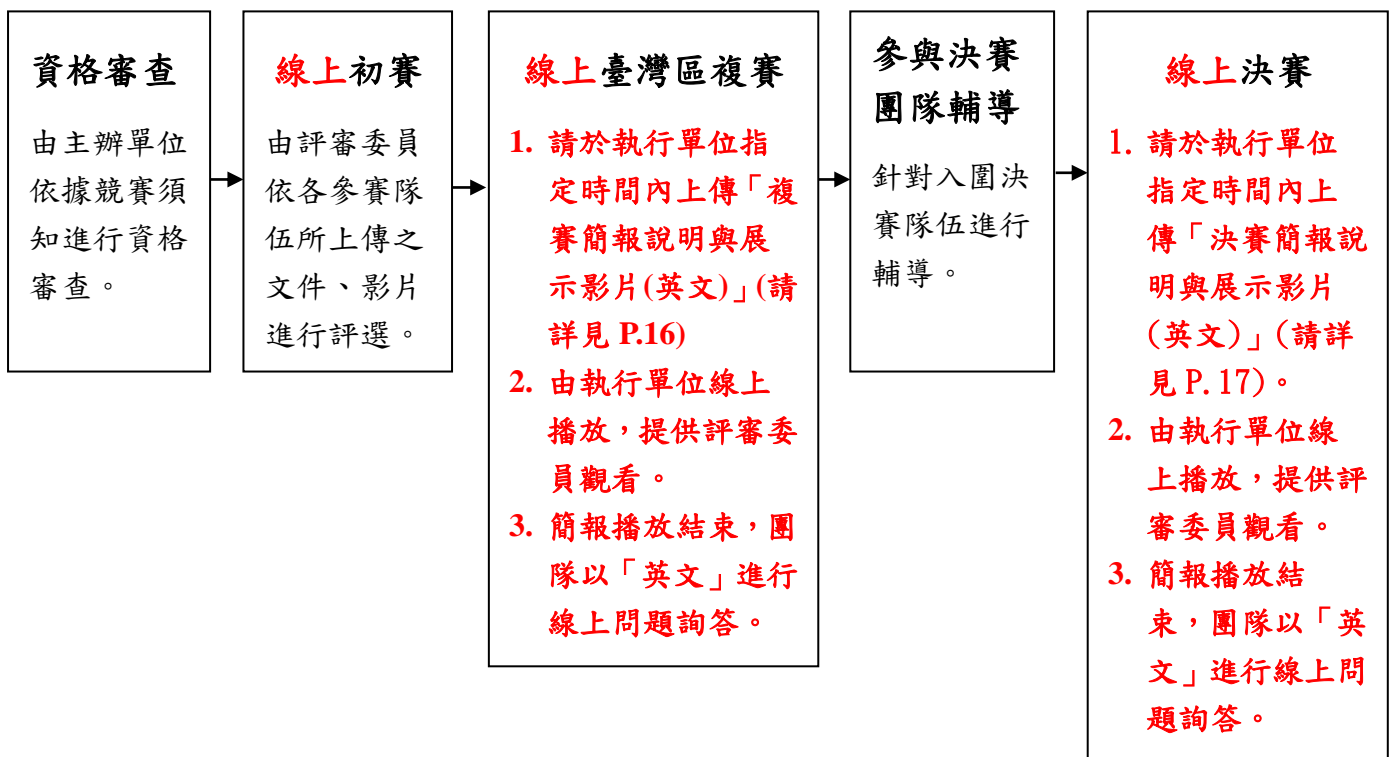 資格審查
由主辦單位
依據競賽須
知進行資格
審查。
線上初賽
由評審委員
依各參賽隊
伍所上傳之
文件、影片
進行評選。
線上臺灣區複賽
1. 請於執行單位指
定時間內上傳「複
賽簡報說明與展
示影片(英文)」(請
詳見 P.16)
2. 由執行單位線上
播放，提供評審委
員觀看。
3. 簡報播放結束，團
隊以「英文」進行
線上問題詢答。
參與決賽
團隊輔導
針對入圍決
賽隊伍進行
輔導。
線上決賽
1. 請於執行單位
指定時間內上
傳「決賽簡報說
明與展示影片
(英文)」(請詳
見 P.17)。
2. 由執行單位線
上播放，提供評
審委員觀看。
3. 簡報播放結
束，團隊以「英
文」進行線上問
題詢答。